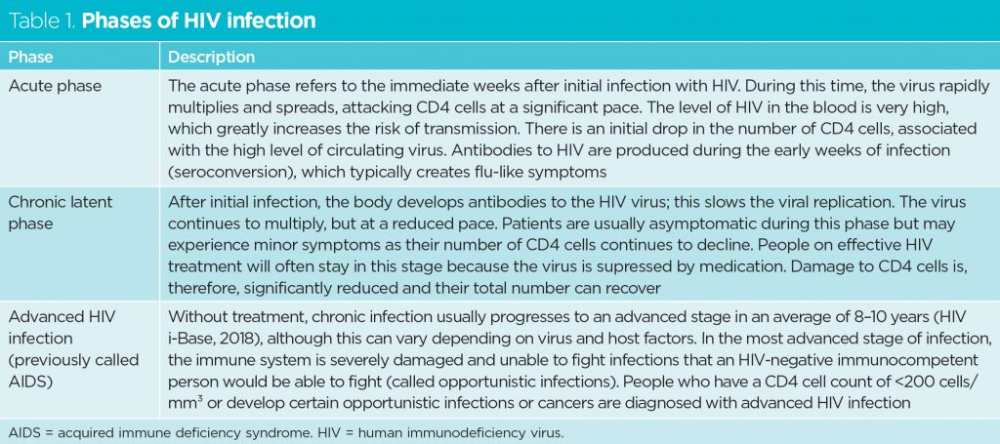 Table 1. Phases of HIV infection
Phase
Description
Acute phase
The acute phase refers to the immediate weeks after initial infection with HIV. During this time, the virus rapidly
multiplies and spreads, attacking CD4 cells at a significant pace. The level of HIV in the blood is very high,
which greatly increases the risk of transmission. There is an initial drop in the number of CD4 cells, associated
with the high level of circulating virus. Antibodies to HIV are produced during the early weeks of infection
(seroconversion), which typically creates flu-like symptoms
Chronic latent
phase
After initial infection, the body develops antibodies to the HIV virus; this slows the viral replication. The virus
continues to multiply, but at a reduced pace. Patients are usually asymptomatic during this phase but may
experience minor symptoms as their number of CD4 cells continues to decline. People on effective HIV
treatment will often stay in this stage because the virus is supressed by medication. Damage to CD4 cells is,
therefore, significantly reduced and their total number can recover
Advanced HIV
infection
(previously called
AIDS)
Without treatment, chronic infection usually progresses to an advanced stage in an average of 8–10 years (HIV
i-Base, 2018), although this can vary depending on virus and host factors. In the most advanced stage of infection,
the immune system is severely damaged and unable to fight infections that an HIV-negative immunocompetent
person would be able to fight (called opportunistic infections). People who have a CD4 cell count of <200 cells/
mm³ or develop certain opportunistic infections or cancers are diagnosed with advanced HIV infection
AIDS = acquired immune deficiency syndrome. HIV = human immunodeficiency virus.